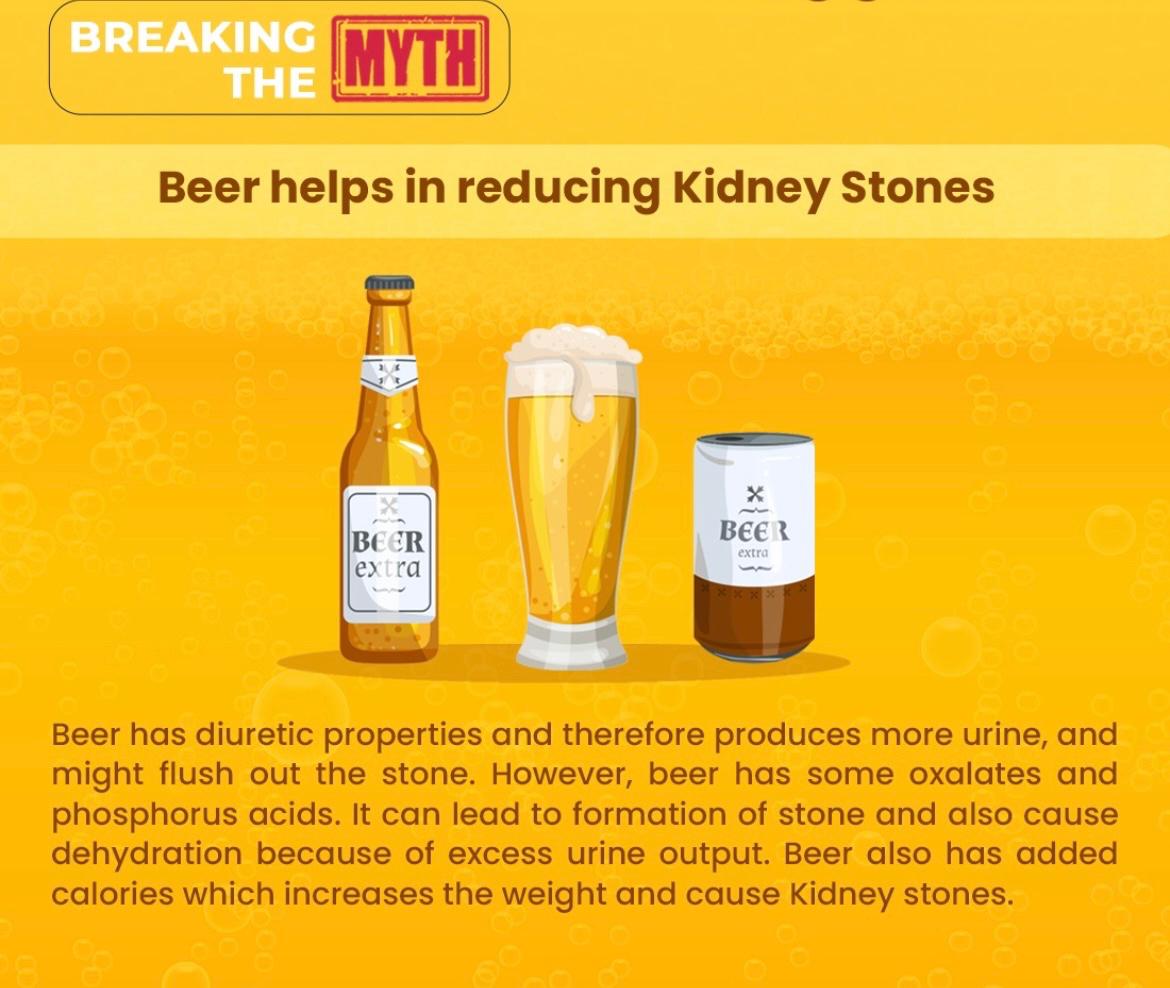 BREAKING
THE MYTH
Beer helps in reducing Kidney Stones
BEER
extra
BEER
extra
Beer has diuretic properties and therefore produces more urine, and
might flush out the stone. However, beer has some oxalates and
phosphorus acids. It can lead to formation of stone and also cause
dehydration because of excess urine output. Beer also has added
calories which increases the weight and cause Kidney stones.